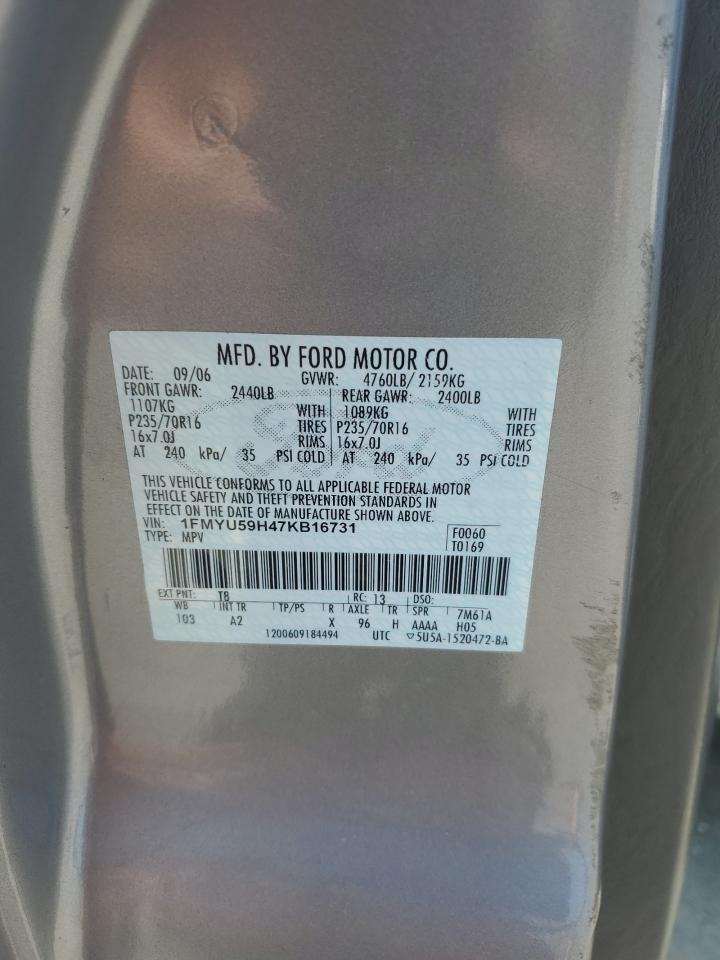 MFD. BY FORD MOTOR CO.
DATE: 09/06 GVWR: 4760LB/ 2159KG
FRONT GAWR: 2440LB REAR GAWR: 2400LB
1107KG WITH 1089KG WITH
P235/70R16 TIRES P235/70R16 TIRES
16x7.0J RIMS 16x7.0J RIMS
AT 240 kPa/ 35 PSI COLD AT 240 kPa/ 35 PSI COLD
THIS VEHICLE CONFORMS TO ALL APPLICABLE FEDERAL MOTOR
VEHICLE SAFETY AND THEFT PREVENTION STANDARDS IN
EFFECT ON THE DATE OF MANUFACTURE SHOWN ABOVE.
VIN: 1FMYU59H47KB16731 F0060
TYPE: MPV T0169
EXT PNT: T8 RC: 13 DSO:
WB INT TR TP/PS R AXLE TR SPR 7M61A
103 A2 X 96 H AAAA H05
1200609184494 UTC ▽5U5A-1520472-BA